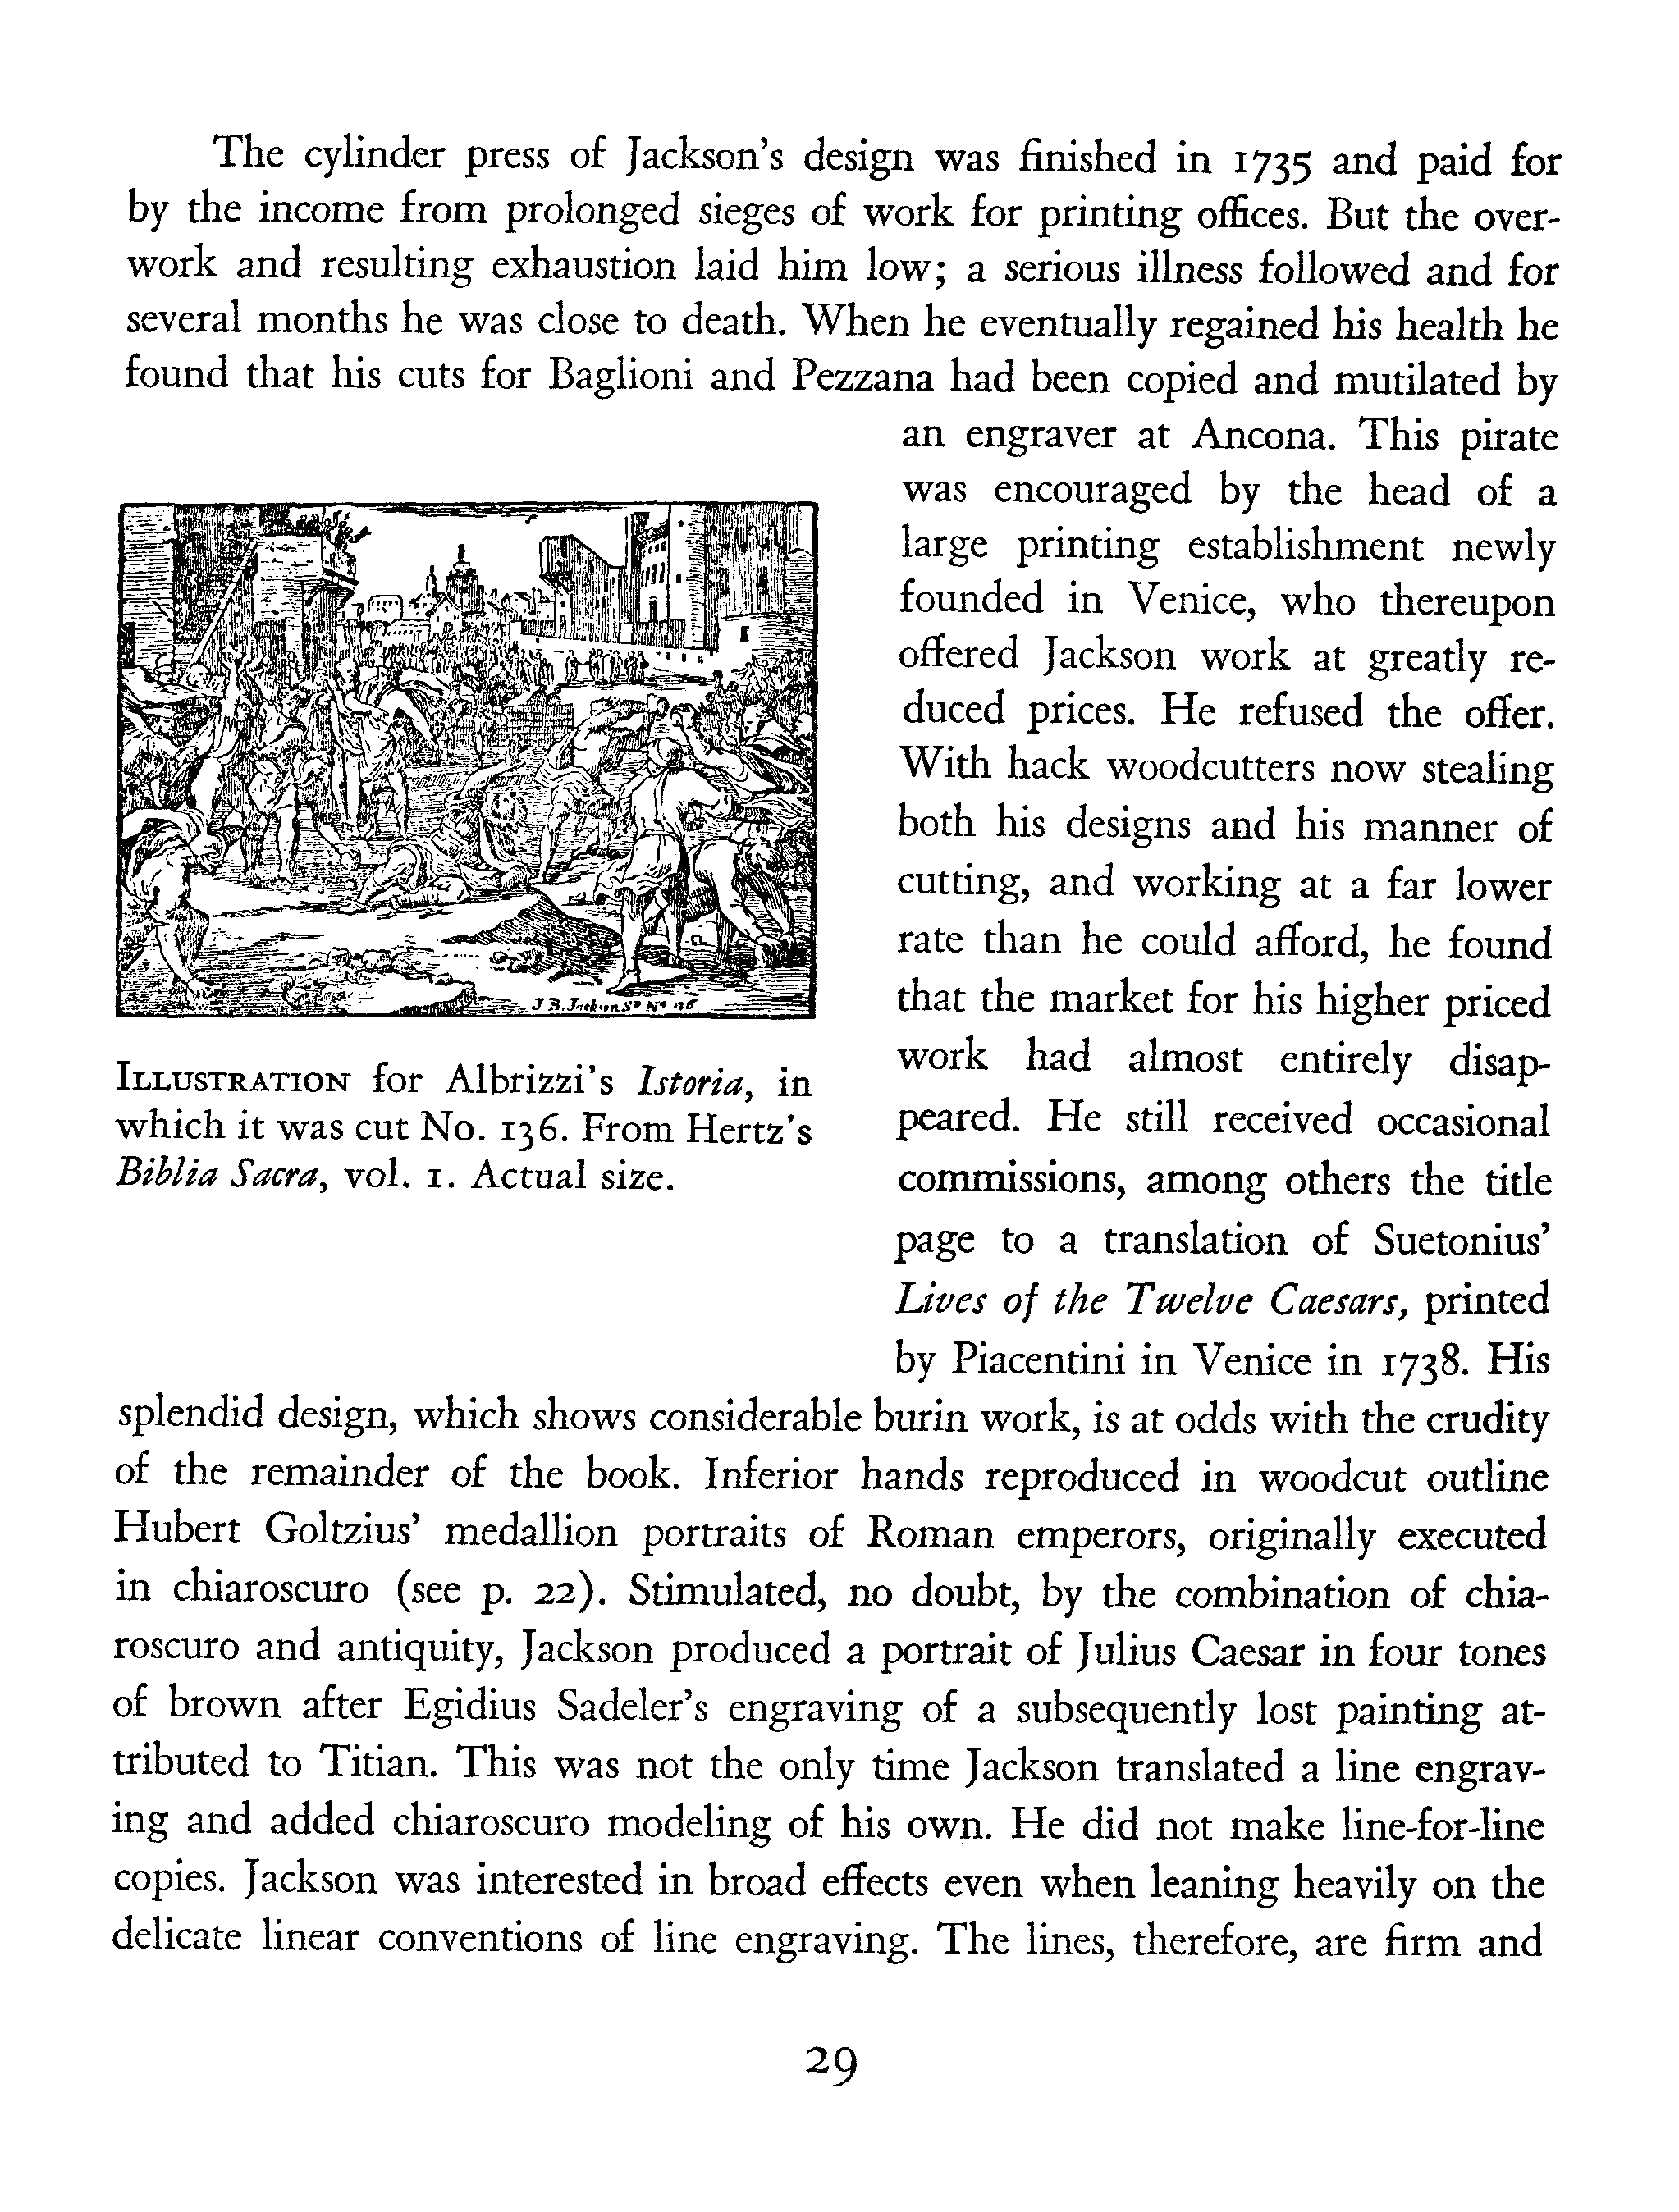 The cylinder press of Jackson's design was finished in 1735 and paid for
by the income from prolonged sieges of work for printing offices. But the over-
work and resulting exhaustion laid him low; a serious illness followed and for
several months he was close to death. When he eventually regained his health he
found that his cuts for Baglioni and Pezzana had been copied and mutilated by
an engraver at Ancona. This pirate
was encouraged by the head of a
large printing establishment newly
founded in Venice, who thereupon
offered Jackson work at greatly re-
duced prices. He refused the offer.
With hack woodcutters now stealing
both his designs and his manner of
cutting, and working at a far lower
rate than he could afford, he found
that the market for his higher priced
work had almost entirely disap-
peared. He still received occasional
commissions, among others the title
page to a translation of Suetonius'
Lives of the Twelve Caesars, printed
by Piacentini in Venice in 1738. His
J B. Jackson Sp No 136
ILLUSTRATION for Albrizzi's Istoria, in
which it was cut No. 136. From Hertz's
Biblia Sacra, vol. 1. Actual size.
splendid design, which shows considerable burin work, is at odds with the crudity
of the remainder of the book. Inferior hands reproduced in woodcut outline
Hubert Goltzius' medallion portraits of Roman emperors, originally executed
in chiaroscuro (see p. 22). Stimulated, no doubt, by the combination of chia-
roscuro and antiquity, Jackson produced a portrait of Julius Caesar in four tones
of brown after Egidius Sadeler's engraving of a subsequently lost painting at-
tributed to Titian. This was not the only time Jackson translated a line engrav-
ing and added chiaroscuro modeling of his own. He did not make line-for-line
copies. Jackson was interested in broad effects even when leaning heavily on the
delicate linear conventions of line engraving. The lines, therefore, are firm and
29